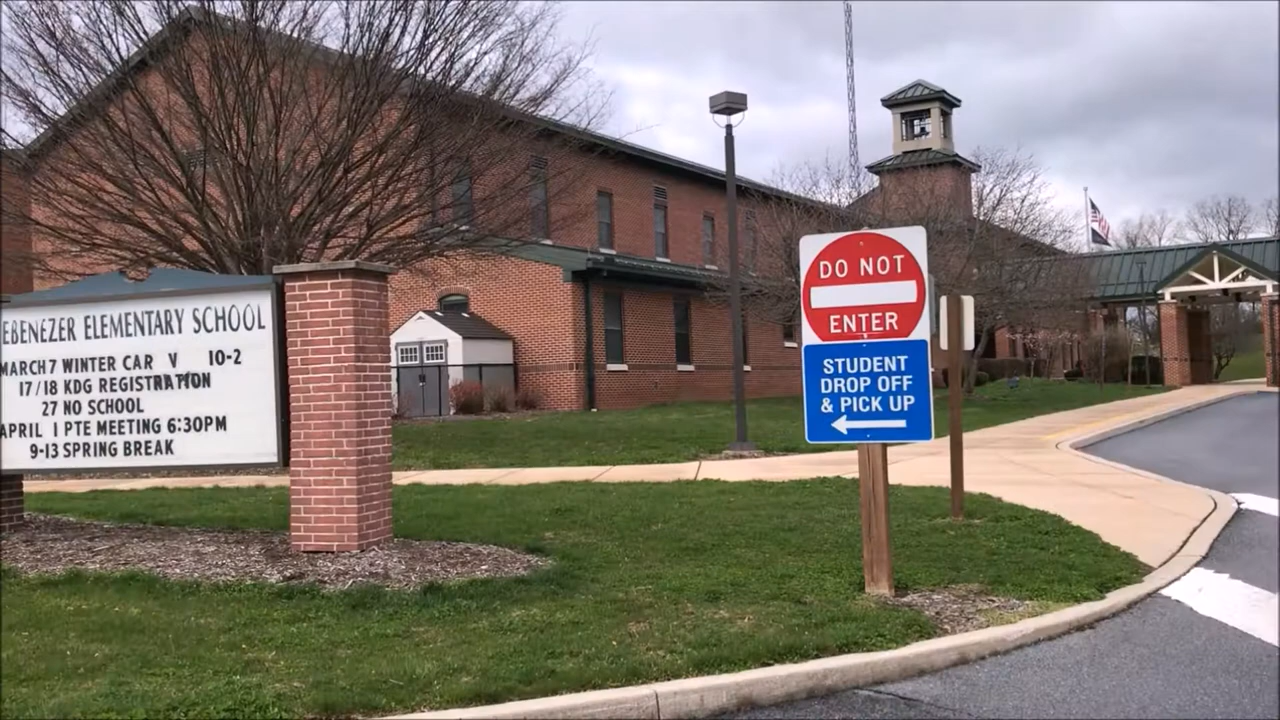 EBENEZER ELEMENTARY SCHOOL
MARCH 7 WINTER CAR V 10-2
17/18 KDG REGISTRATION
27 NO SCHOOL
APRIL 1 PTE MEETING 6:30PM
9-13 SPRING BREAK
DO NOT
ENTER
STUDENT
DROP OFF
& PICK UP